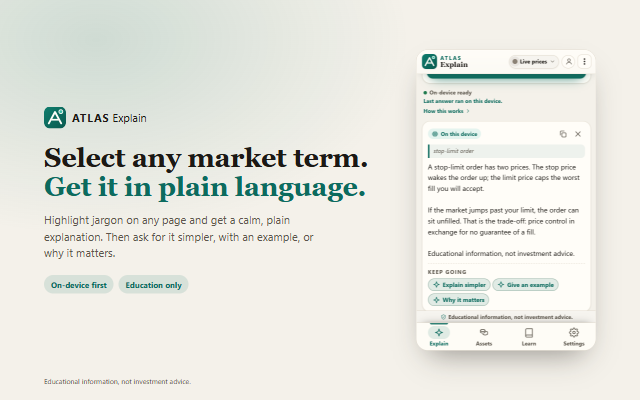 ATLAS Explain
Select any market term.
Get it in plain language.
Highlight jargon on any page and get a calm, plain
explanation. Then ask for it simpler, with an example, or
why it matters.
On-device first
Education only
Educational information, not investment advice.
ATLAS
Explain
Live prices
On-device ready
Last answer ran on this device.
How this works
On this device
stop-limit order
A stop-limit order has two prices. The stop price
wakes the order up; the limit price caps the worst
fill you will accept.
If the market jumps past your limit, the order can
sit unfilled. That is the trade-off: price control in
exchange for no guarantee of a fill.
Educational information, not investment advice.
KEEP GOING
Explain simpler
Give an example
Why it matters
Educational information, not investment advice.
Explain
Assets
Learn
Settings